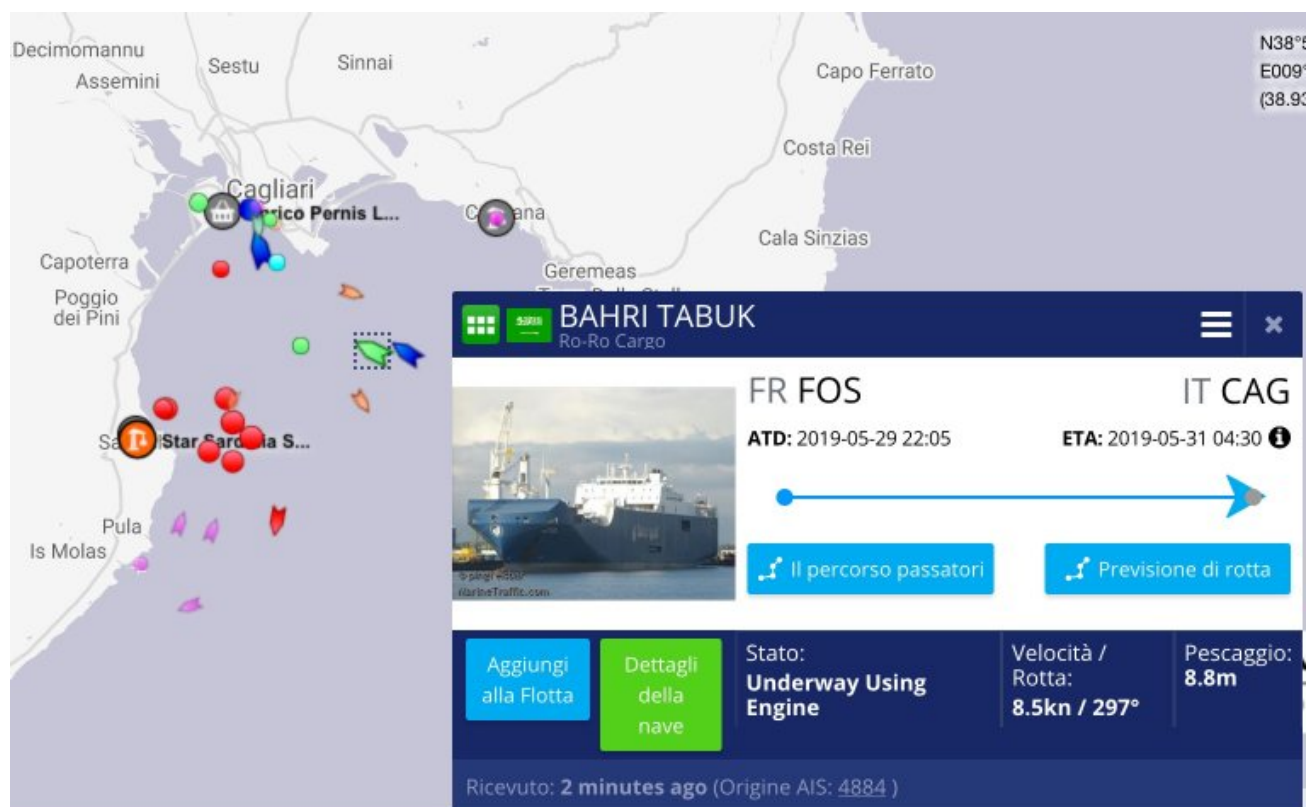 Decimomannu
Assemini
Sestu
Sinnai
Capo Ferrato
N38°5
E009°
(38.93
Costa Rei
Cagliari
rico Pernis L...
ana
Cala Sinzias
Capoterra
Geremeas
Poggio
dei Pini
BAHRI TABUK
Ro-Ro Cargo
FR FOS
IT CAG
ATD: 2019-05-29 22:05
ETA: 2019-05-31 04:30
Star Sardinia S...
Pula
Is Molas
Il percorso passatori
Previsione di rotta
MarineTraffic.com
Aggiungi
alla Flotta
Dettagli
della
nave
Stato:
Underway Using
Engine
Velocità /
Rotta:
8.5kn / 297°
Pescaggio:
8.8m
Ricevuto: 2 minutes ago (Origine AIS: 4884 )